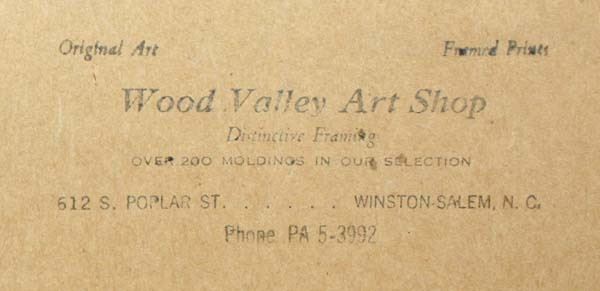 Original Art Framed Prints
Wood Valley Art Shop
Distinctive Framing
OVER 200 MOLDINGS IN OUR SELECTION
612 S. POPLAR ST. . . . . . . WINSTON-SALEM, N. C.
Phone PA 5-3992